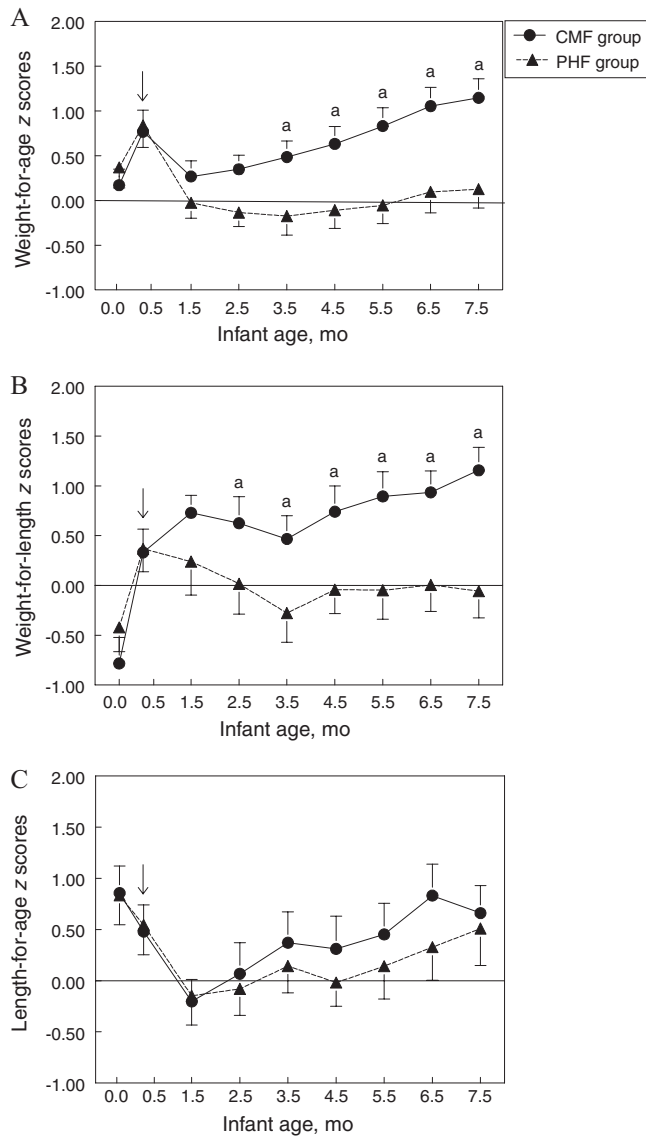 A
CMF group
PHF group
Weight-for-age z scores
2.00
1.50
1.00
0.50
0.00
-0.50
-1.00
a a a a a
0.0 0.5 1.5 2.5 3.5 4.5 5.5 6.5 7.5
Infant age, mo
B
Weight-for-length z scores
2.00
1.50
1.00
0.50
0.00
-0.50
-1.00
a a a a a a
0.0 0.5 1.5 2.5 3.5 4.5 5.5 6.5 7.5
Infant age, mo
C
Length-for-age z scores
2.00
1.50
1.00
0.50
0.00
-0.50
-1.00
0.0 0.5 1.5 2.5 3.5 4.5 5.5 6.5 7.5
Infant age, mo